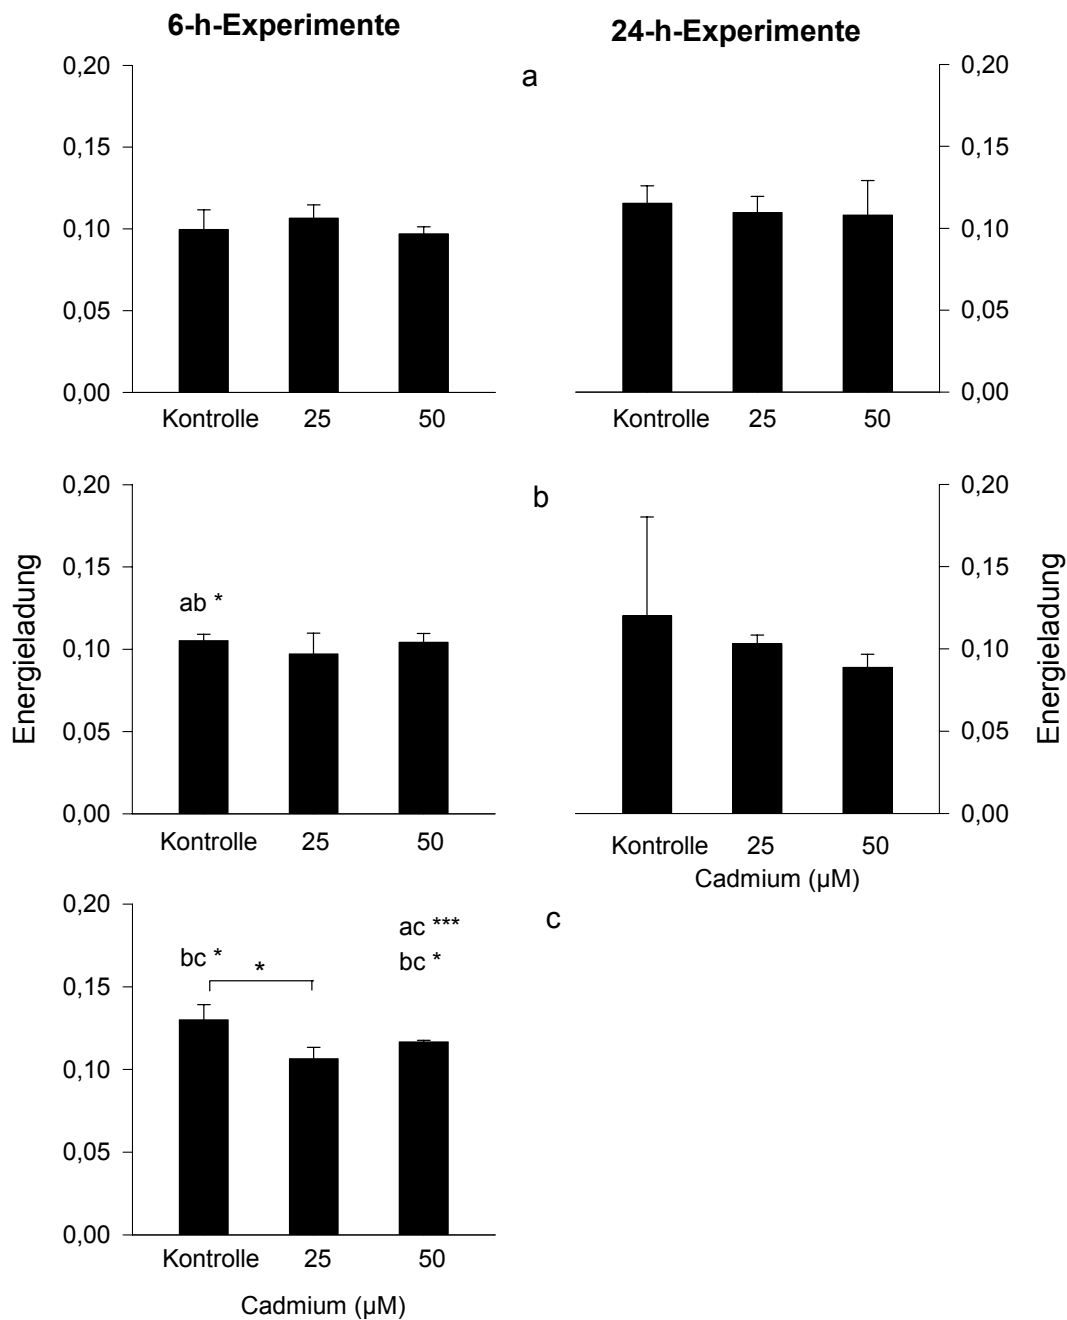 6-h-Experimente
24-h-Experimente
a
0,20
0,15
0,10
0,05
0,00
Kontrolle 25 50
0,20
0,15
0,10
0,05
0,00
Kontrolle 25 50
b
Energieladung
0,20
0,15
0,10
0,05
0,00
ab *
Kontrolle 25 50
0,20
0,15
0,10
0,05
0,00
Energieladung
Kontrolle 25 50
Cadmium (µM)
c
0,20
0,15
0,10
0,05
0,00
bc *
*
ac ***
bc *
Kontrolle 25 50
Cadmium (µM)